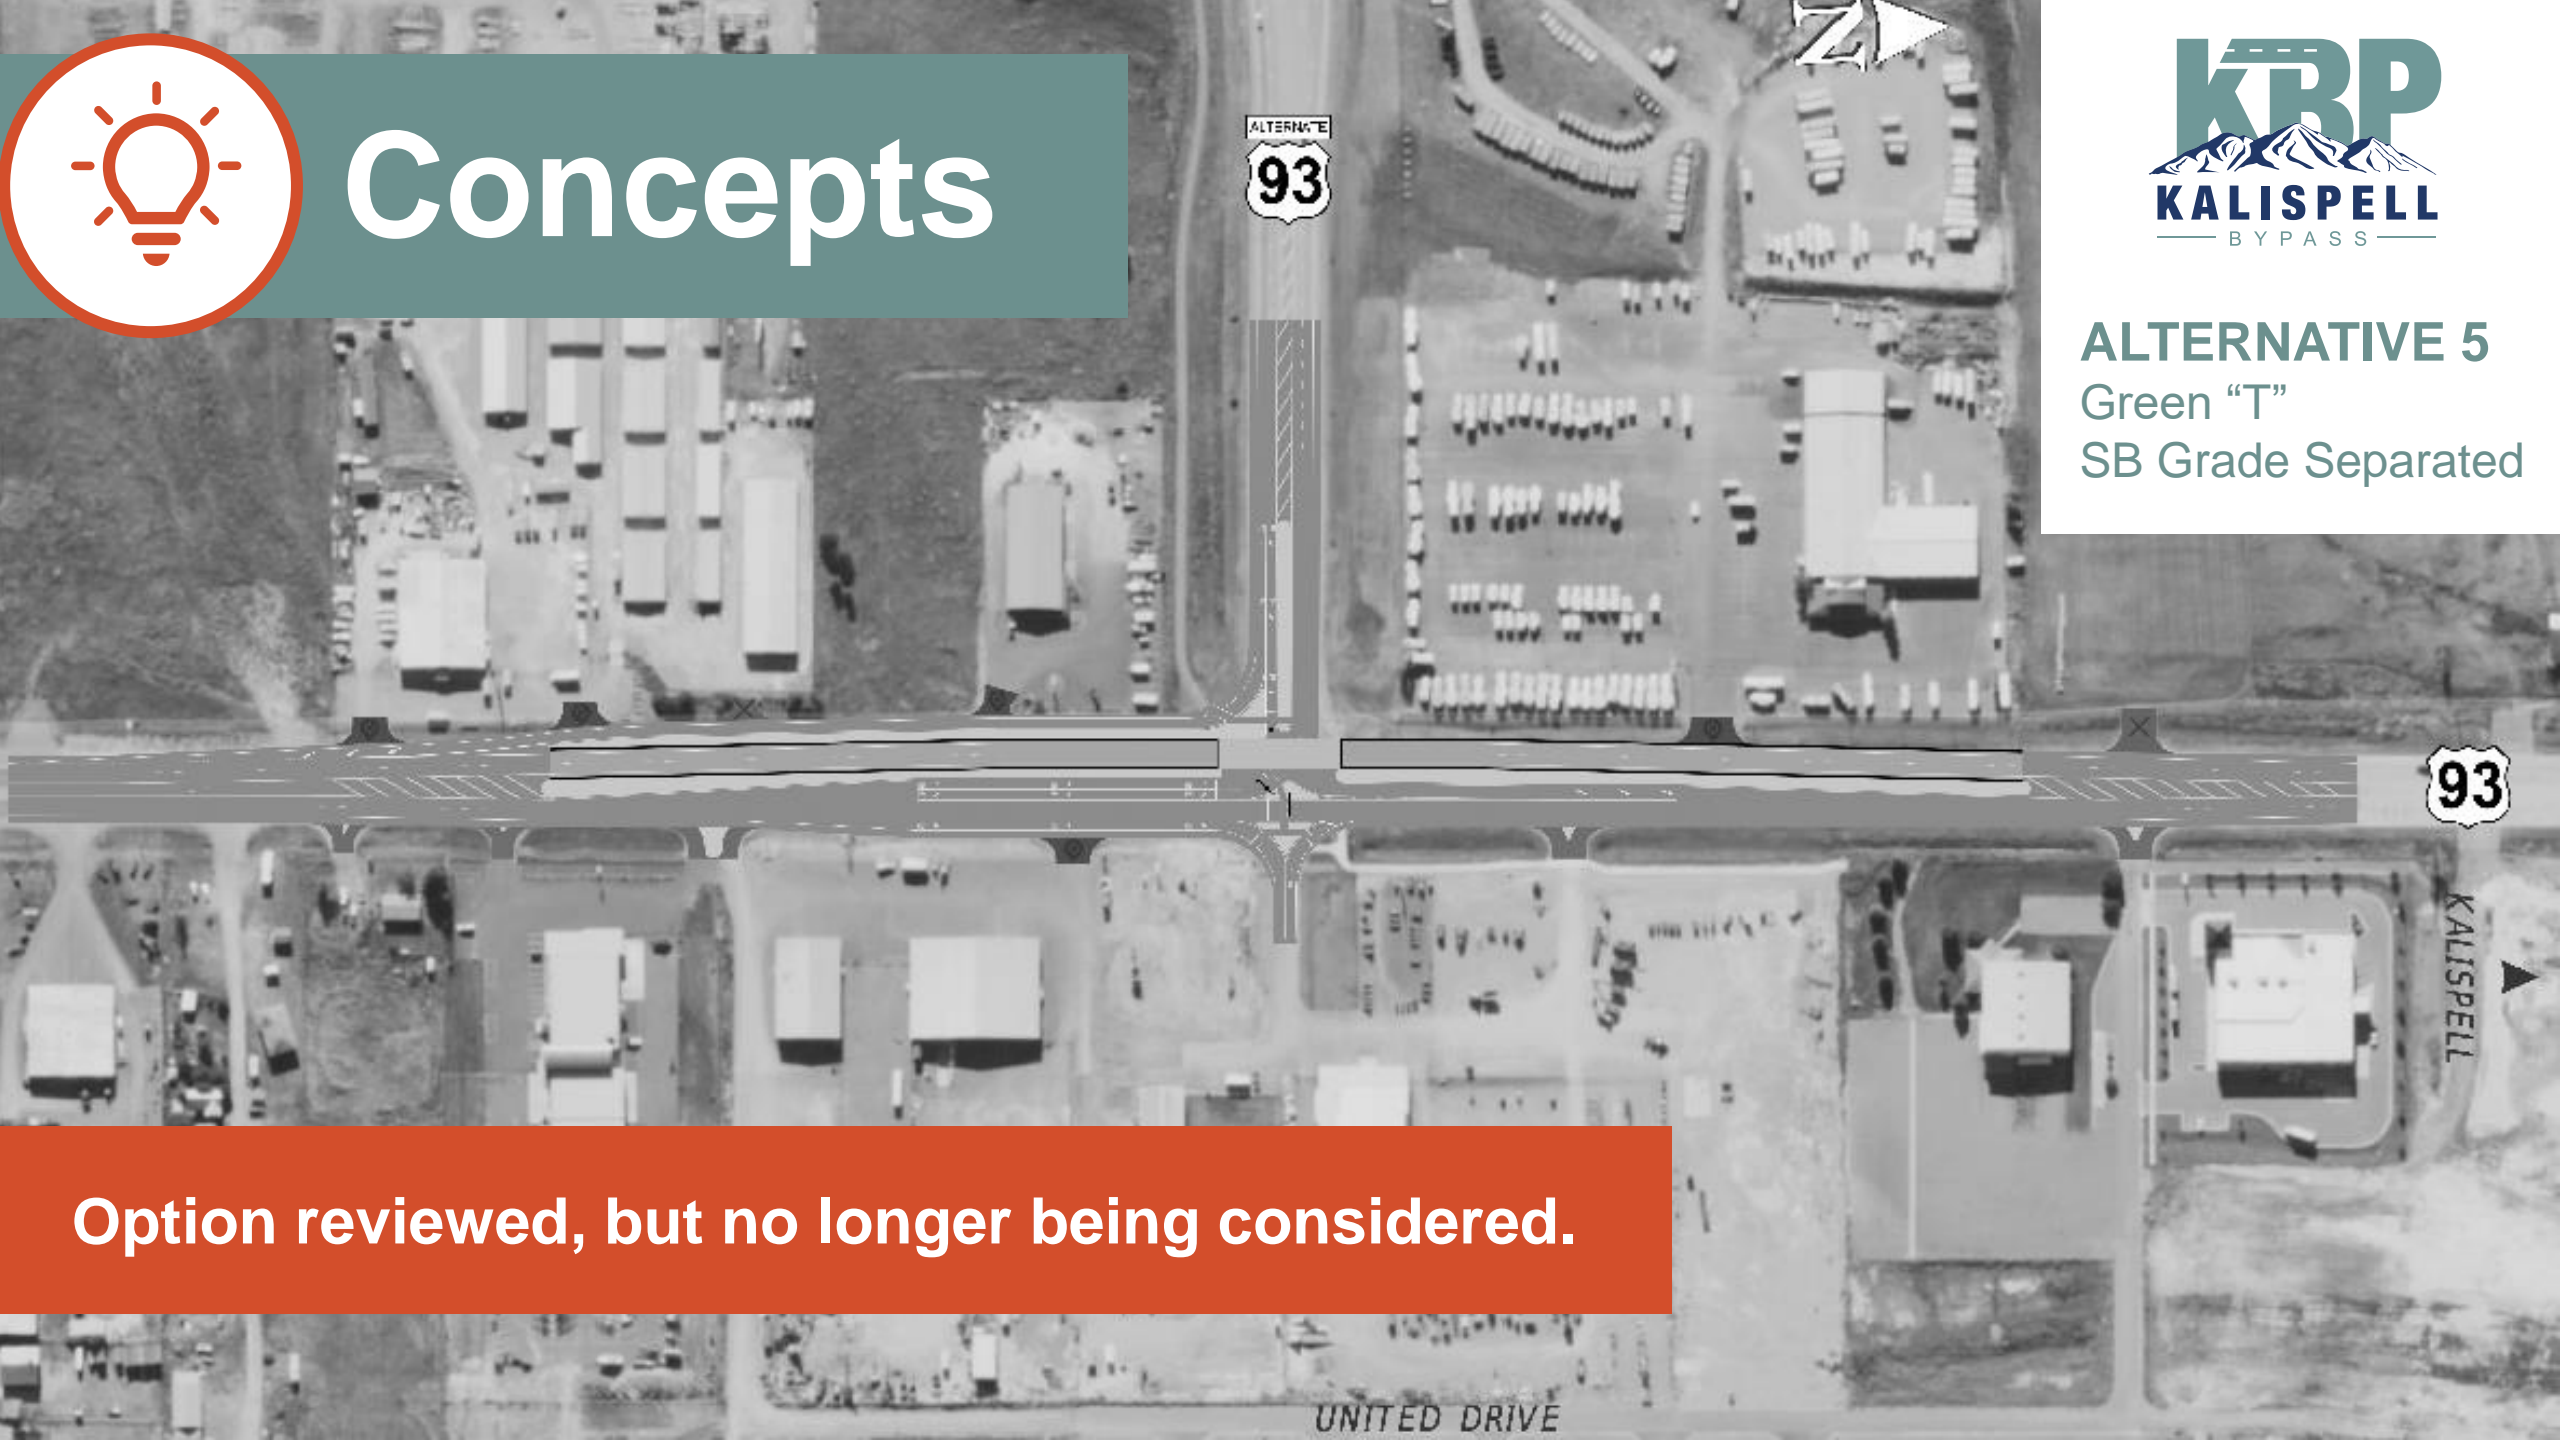 Concepts
N
ALTERNATE
93
KBP
KALISPELL
BYPASS
ALTERNATIVE 5
Green “T”
SB Grade Separated
93
KALISPELL
Option reviewed, but no longer being considered.
UNITED DRIVE